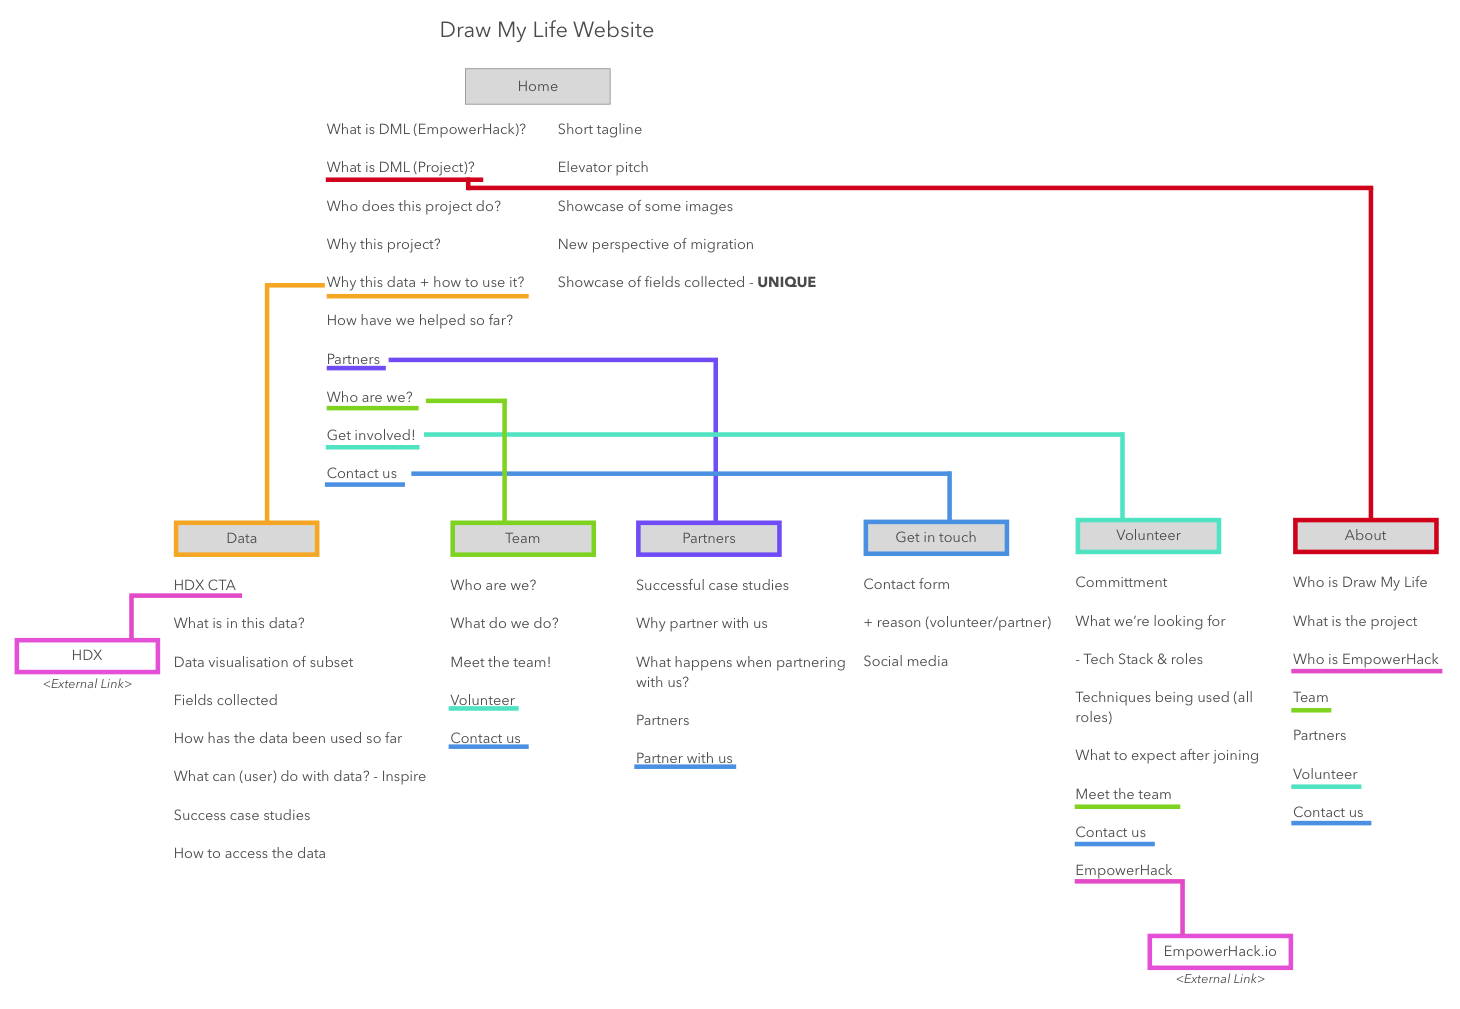 Draw My Life Website
Home
What is DML (EmpowerHack)?
Short tagline
What is DML (Project)?
Elevator pitch
Who does this project do?
Showcase of some images
Why this project?
New perspective of migration
Why this data + how to use it?
Showcase of fields collected - UNIQUE
How have we helped so far?
Partners
Who are we?
Get involved!
Contact us
Data
HDX CTA
HDX
<External Link>
What is in this data?
Data visualisation of subset
Fields collected
How has the data been used so far
What can (user) do with data? - Inspire
Success case studies
How to access the data
Team
Who are we?
What do we do?
Meet the team!
Volunteer
Contact us
Partners
Successful case studies
Why partner with us
What happens when partnering
with us?
Partners
Partner with us
Get in touch
Contact form
+ reason (volunteer/partner)
Social media
Volunteer
Committment
What we’re looking for
- Tech Stack & roles
Techniques being used (all
roles)
What to expect after joining
Meet the team
Contact us
EmpowerHack
EmpowerHack.io
<External Link>
About
Who is Draw My Life
What is the project
Who is EmpowerHack
Team
Partners
Volunteer
Contact us